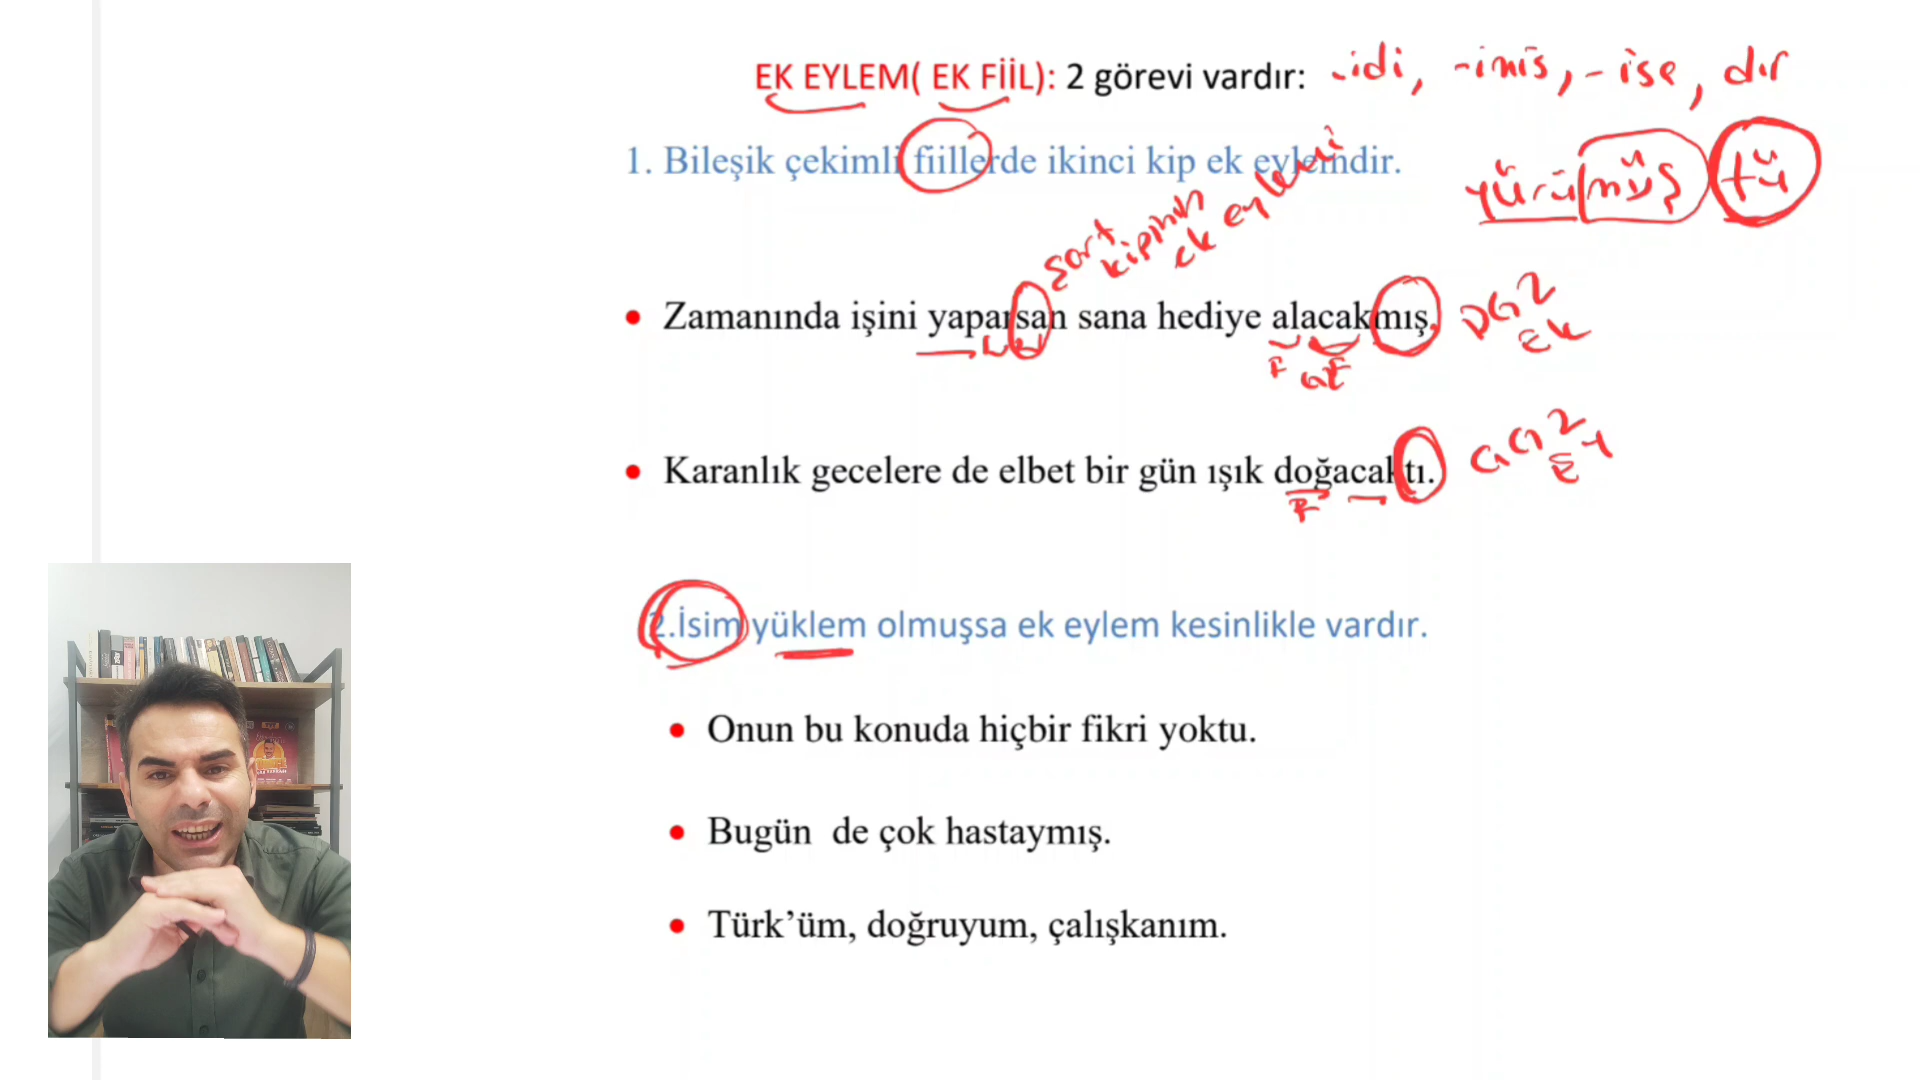 EK EYLEM( EK FİİL): 2 görevi vardır: -idi, -imiş, -ise, dır
1. Bileşik çekimli fiillerde ikinci kip ek eylemdir.
yürümüştü
şart kipinin ek eylemi
Zamanında işini yaparsan sana hediye alacakmış.
F
Karanlık gecelere de elbet bir gün ışık doğacaktı.
F
2.İsim yüklem olmuşsa ek eylem kesinlikle vardır.
Onun bu konuda hiçbir fikri yoktu.
Bugün de çok hastaymış.
Türk’üm, doğruyum, çalışkanım.